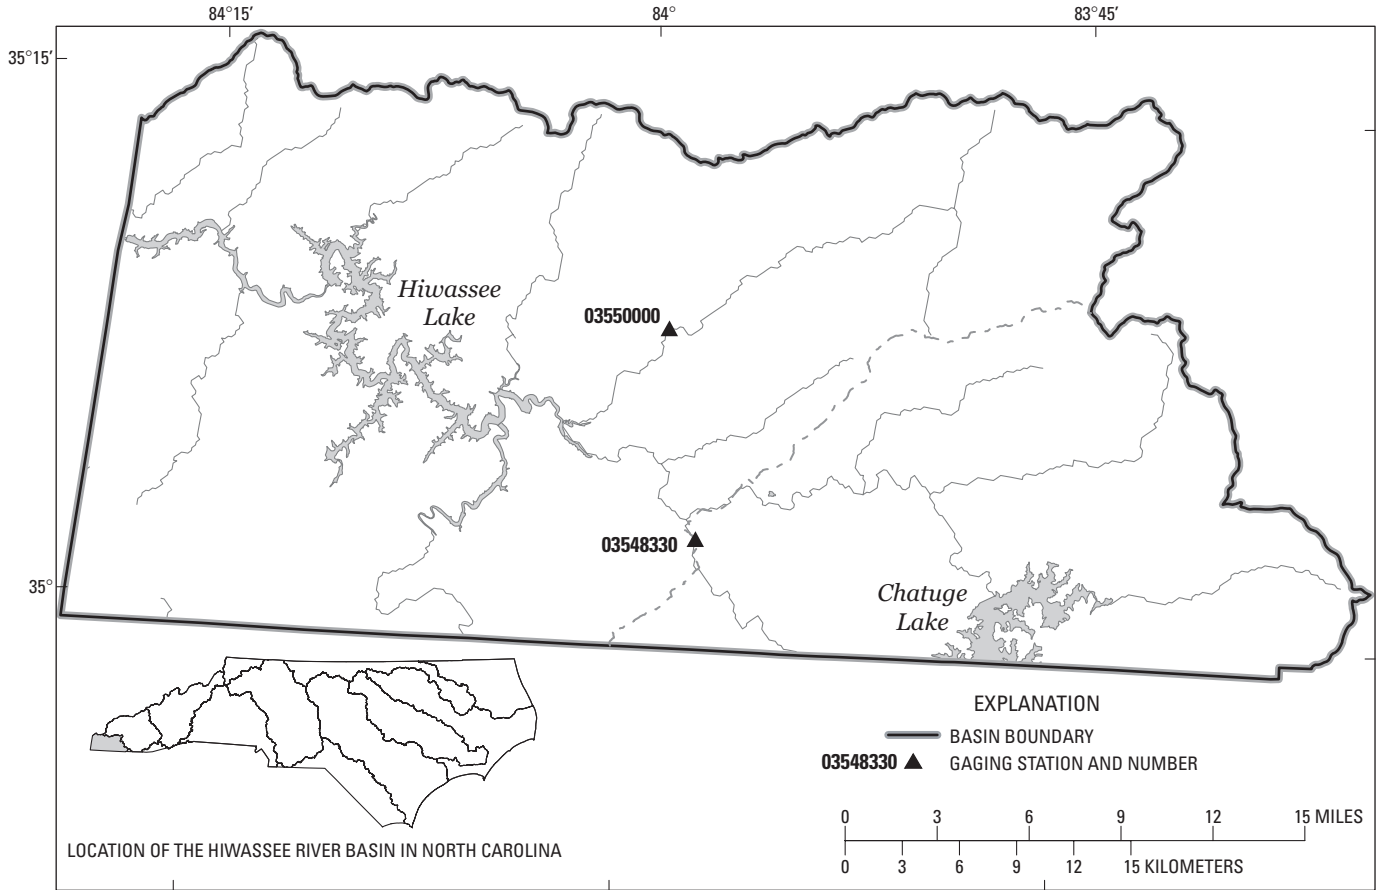 84°15′
84°
83°45′
35°15′
Hiwassee
Lake
03550000
03548330
35°
Chatuge
Lake
EXPLANATION
BASIN BOUNDARY
03548330 GAGING STATION AND NUMBER
0 3 6 9 12 15 MILES
0 3 6 9 12 15 KILOMETERS
LOCATION OF THE HIWASSEE RIVER BASIN IN NORTH CAROLINA